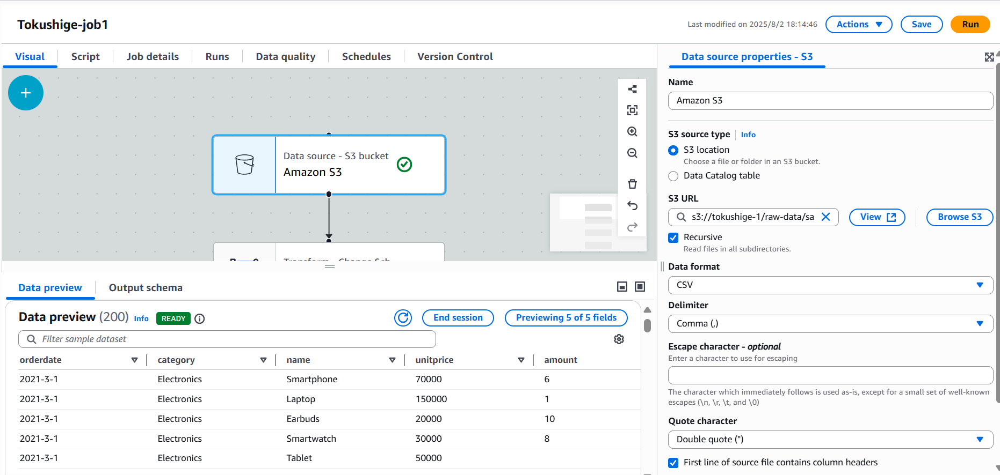 Tokushige-job1
Last modified on 2025/8/2 18:14:46
Actions
Save
Run
Visual
Script
Job details
Runs
Data quality
Schedules
Version Control
Data source - S3 bucket
Amazon S3
Data preview
Output schema
Data preview (200) Info READY
End session
Previewing 5 of 5 fields
Filter sample dataset
orderdate category name unitprice amount
2021-3-1 Electronics Smartphone 70000 6
2021-3-1 Electronics Laptop 150000 1
2021-3-1 Electronics Earbuds 20000 10
2021-3-1 Electronics Smartwatch 30000 8
2021-3-1 Electronics Tablet 50000
Data source properties - S3
Name
Amazon S3
S3 source type Info
S3 location
Choose a file or folder in an S3 bucket.
Data Catalog table
S3 URL
s3://tokushige-1/raw-data/sa
View
Browse S3
Recursive
Read files in all subdirectories.
Data format
CSV
Delimiter
Comma (,)
Escape character - optional
Enter a character to use for escaping
The character which immediately follows is used as-is, except for a small set of well-known
escapes (\n, \r, \t, and \0)
Quote character
Double quote (")
First line of source file contains column headers